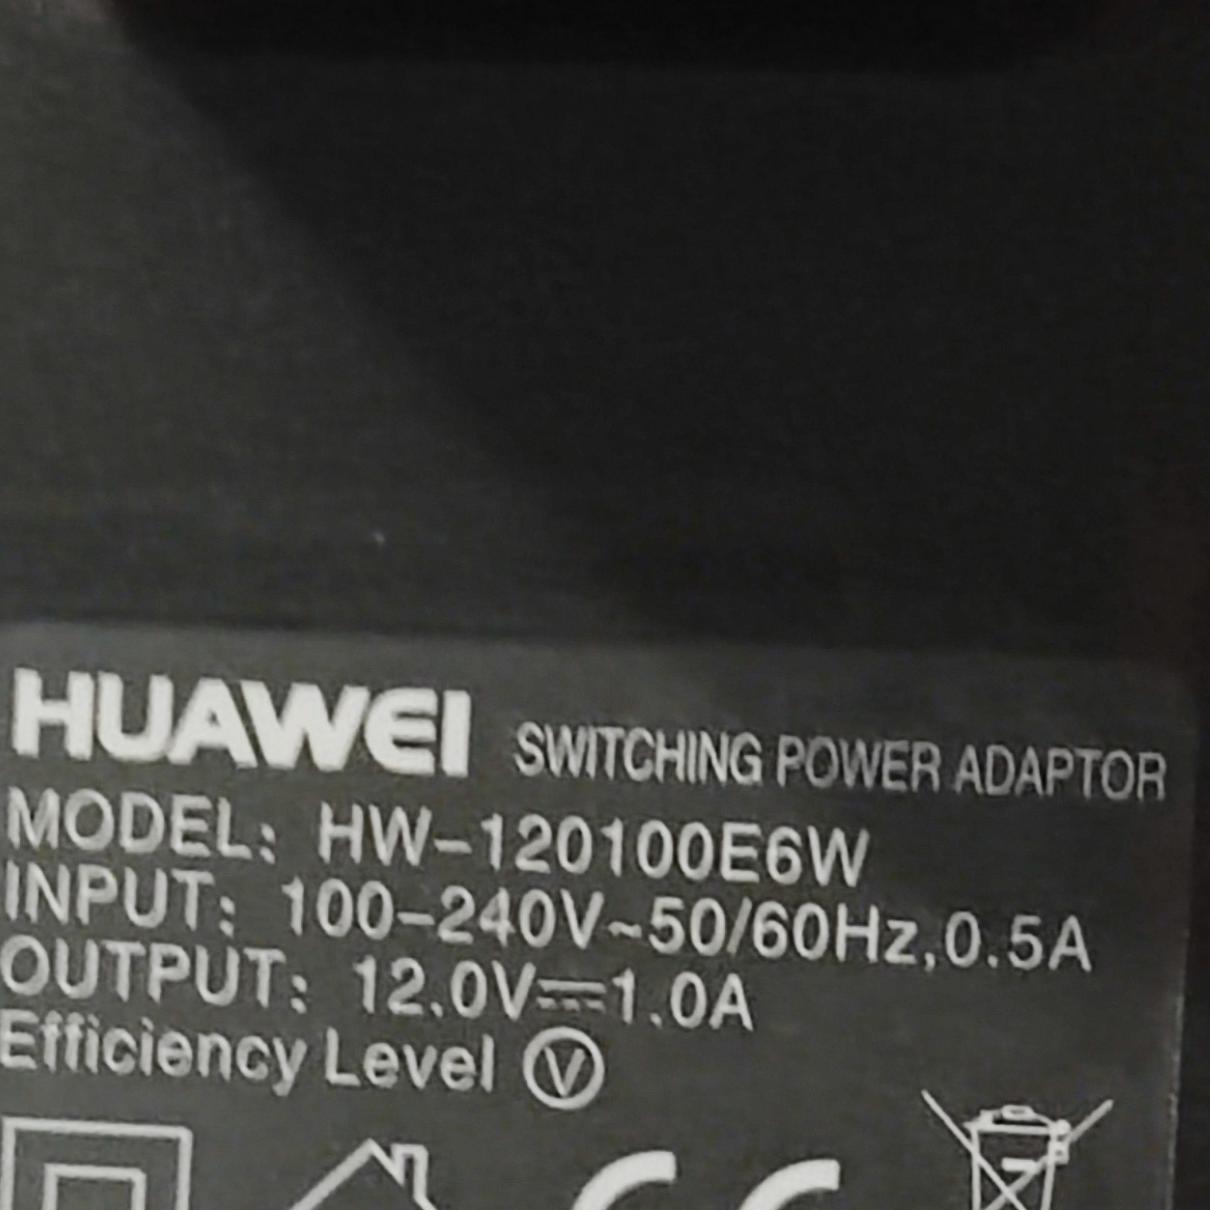 HUAWEI SWITCHING POWER ADAPTOR
MODEL: HW-120100E6W
INPUT: 100-240V~50/60Hz,0.5A
OUTPUT: 12.0V⎓1.0A
Efficiency Level Ⓥ
CE